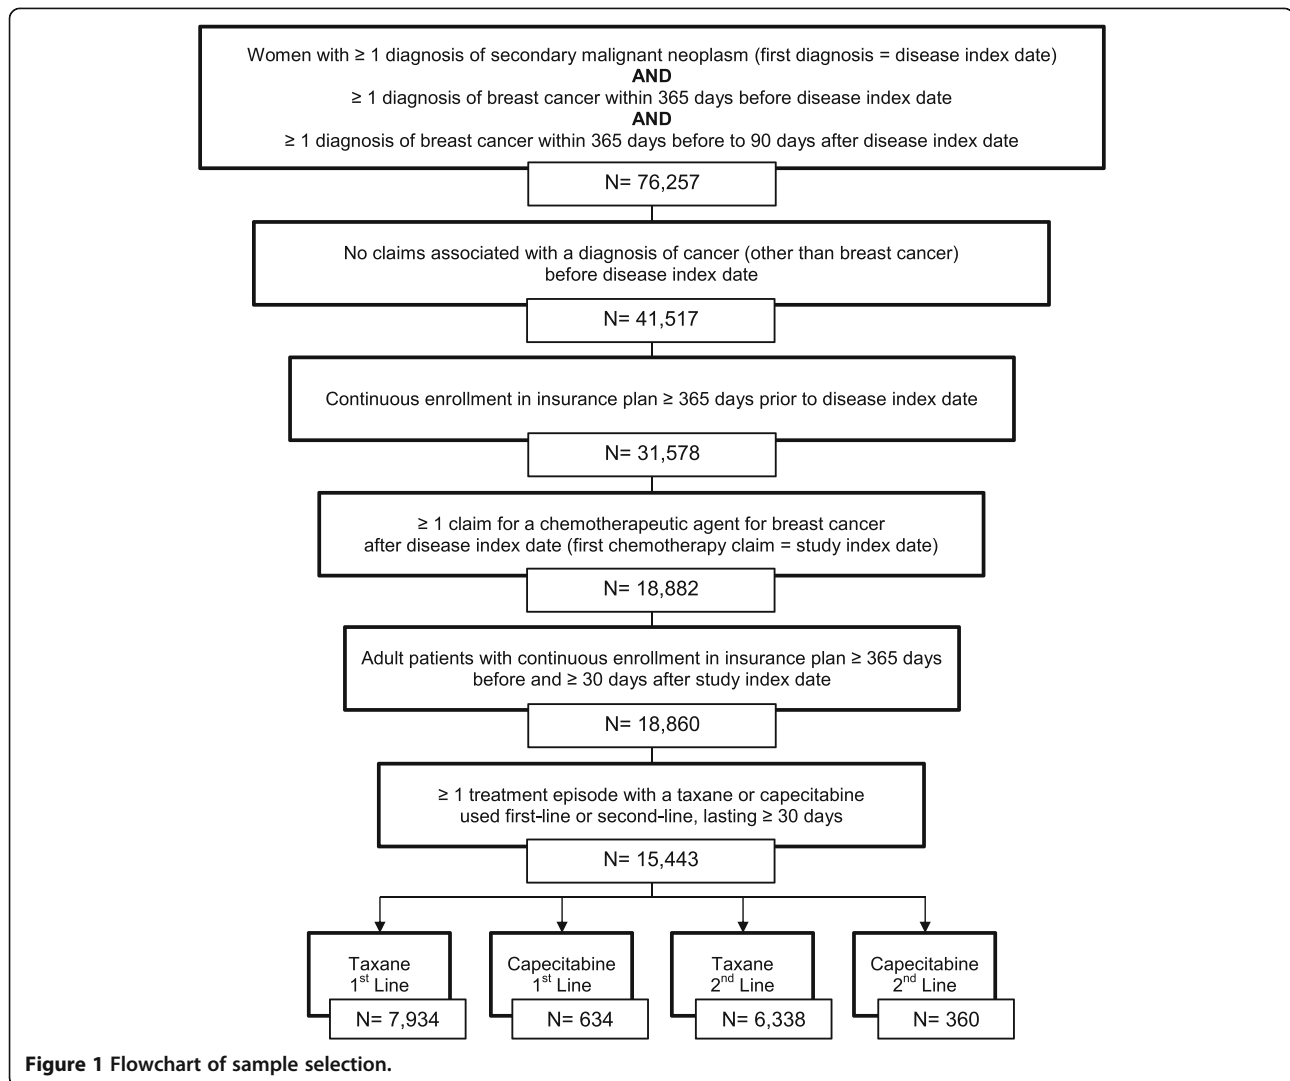 Women with ≥ 1 diagnosis of secondary malignant neoplasm (first diagnosis = disease index date)
AND
≥ 1 diagnosis of breast cancer within 365 days before disease index date
AND
≥ 1 diagnosis of breast cancer within 365 days before to 90 days after disease index date
N= 76,257
No claims associated with a diagnosis of cancer (other than breast cancer)
before disease index date
N= 41,517
Continuous enrollment in insurance plan ≥ 365 days prior to disease index date
N= 31,578
≥ 1 claim for a chemotherapeutic agent for breast cancer
after disease index date (first chemotherapy claim = study index date)
N= 18,882
Adult patients with continuous enrollment in insurance plan ≥ 365 days
before and ≥ 30 days after study index date
N= 18,860
≥ 1 treatment episode with a taxane or capecitabine
used first-line or second-line, lasting ≥ 30 days
N= 15,443
Taxane
1st Line
N= 7,934
Capecitabine
1st Line
N= 634
Taxane
2nd Line
N= 6,338
Capecitabine
2nd Line
N= 360
Figure 1 Flowchart of sample selection.